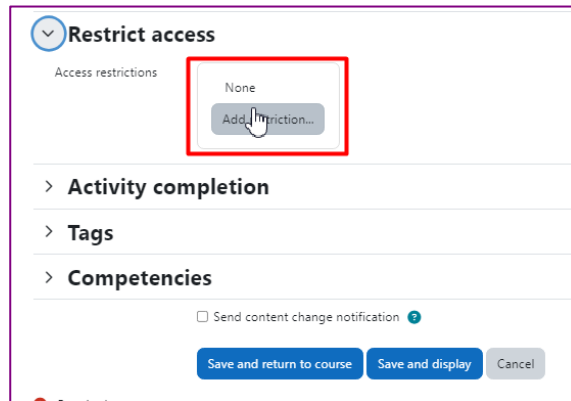 Restrict access
Access restrictions
None
Activity completion
Tags
Competencies
Send content change notification
Save and return to course Save and display Cancel